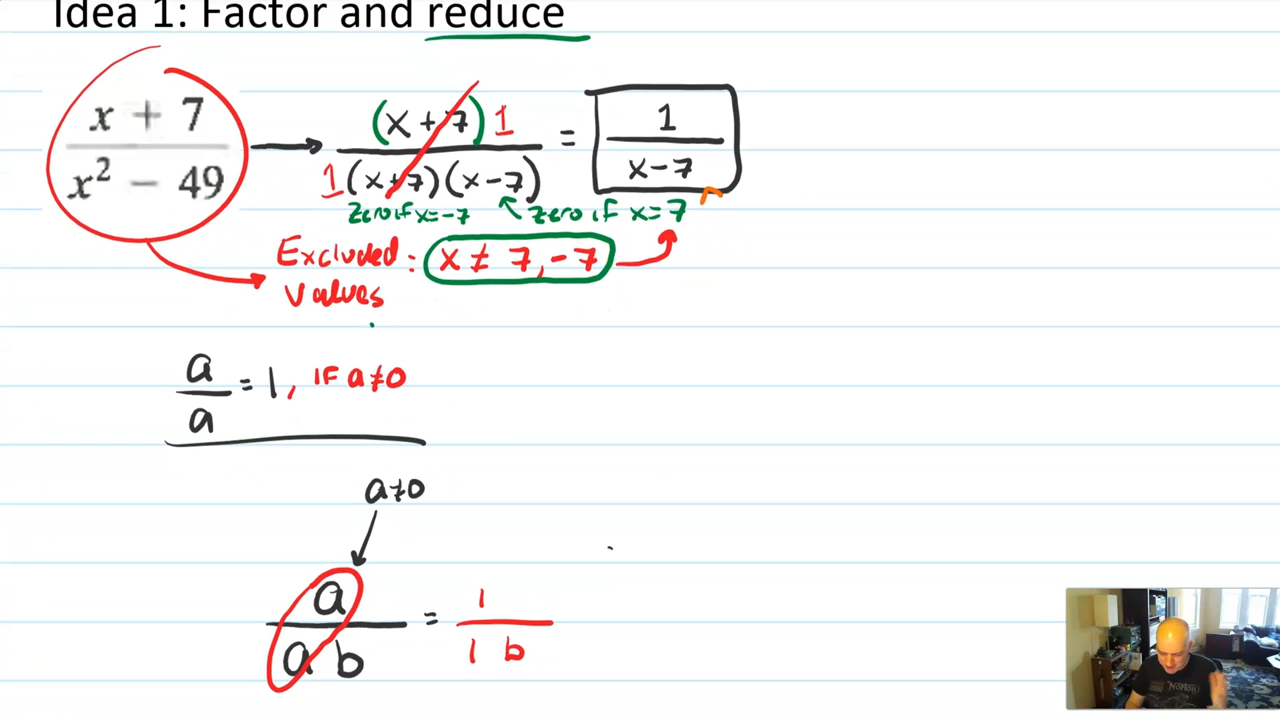 Idea 1: Factor and reduce
x + 7 / x² - 49 → (x + 7) 1 / 1 (x + 7)(x - 7) = 1 / x - 7
Zero if x = -7 Zero if x = 7
Excluded Values : x ≠ 7, -7
a / a = 1, IF a ≠ 0
a ≠ 0
a / a b = 1 / 1 b
Norton